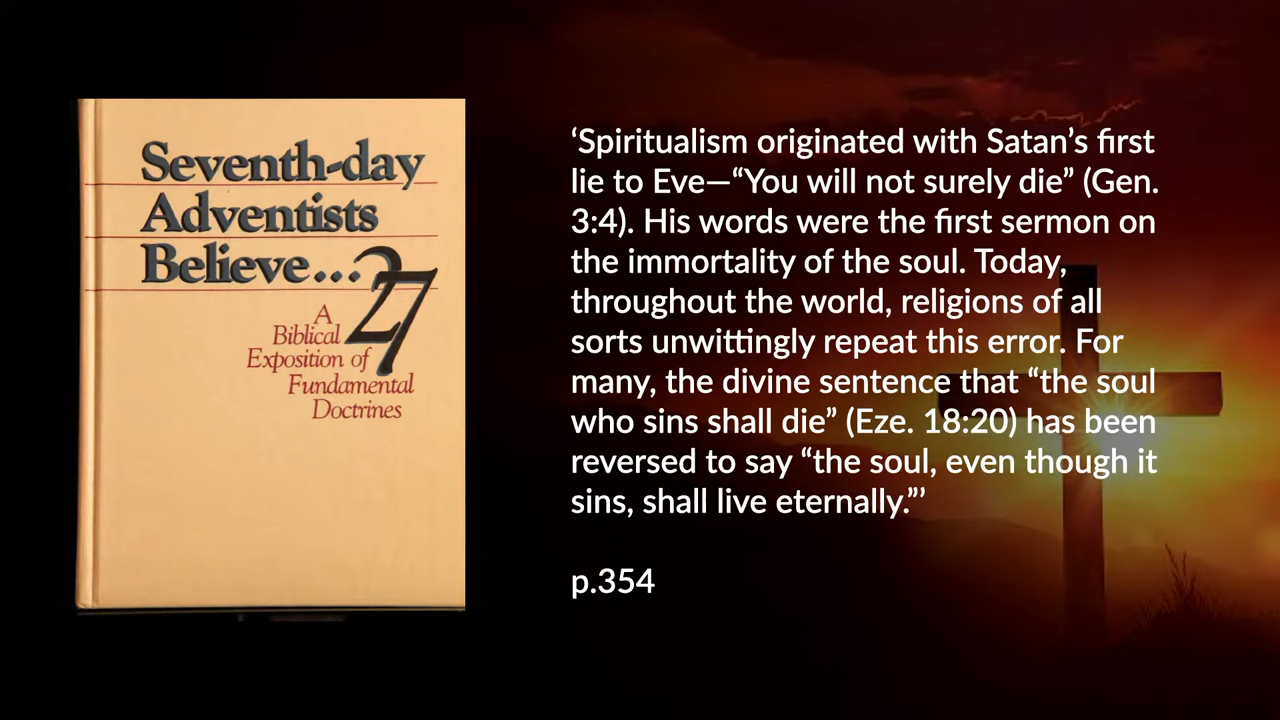 Seventh-day
Adventists
Believe...
27
A
Biblical
Exposition of
Fundamental
Doctrines
‘Spiritualism originated with Satan’s first
lie to Eve—“You will not surely die” (Gen.
3:4). His words were the first sermon on
the immortality of the soul. Today,
throughout the world, religions of all
sorts unwittingly repeat this error. For
many, the divine sentence that “the soul
who sins shall die” (Eze. 18:20) has been
reversed to say “the soul, even though it
sins, shall live eternally.”’
p.354